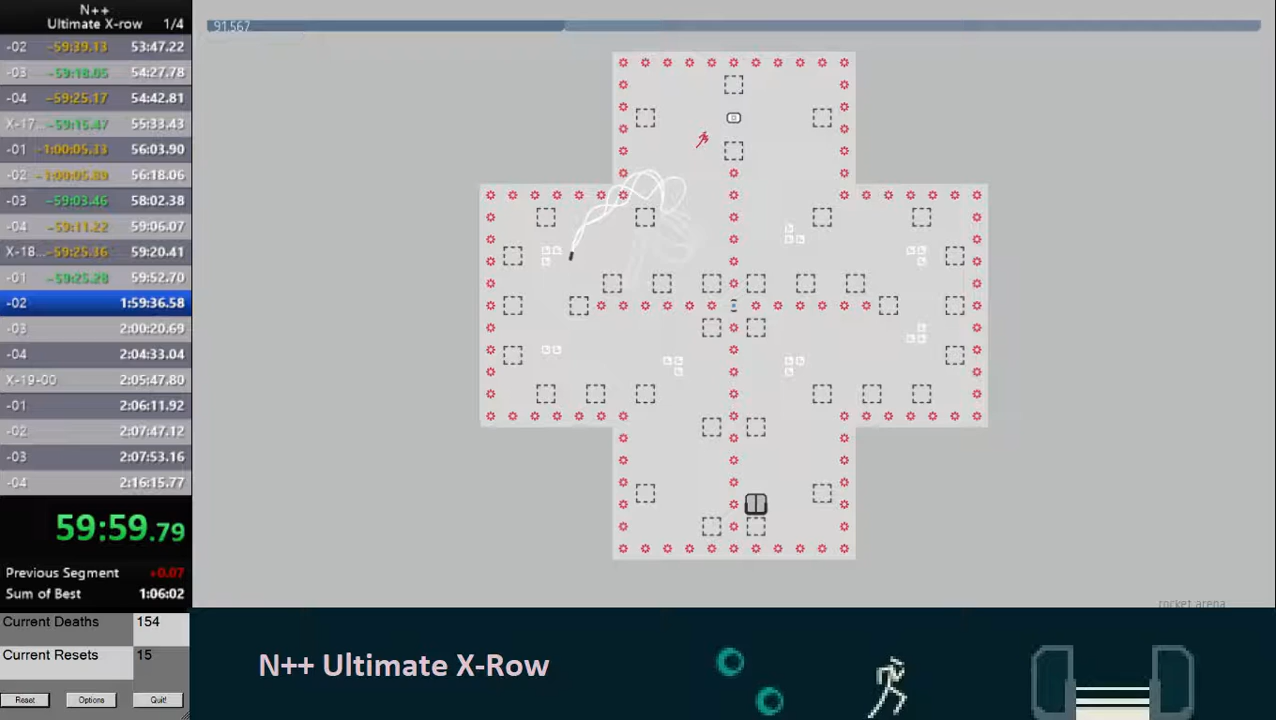 N++
Ultimate X-row 1/4
-02 -59:39.13 53:47.22
-03 -59:18.05 54:27.78
-04 -59:25.17 54:42.81
X-17... -59:15.47 55:33.43
-01 -1:00:05.33 56:03.90
-02 -1:00:05.89 56:18.06
-03 -59:03.46 58:02.38
-04 -59:11.22 59:06.07
X-18... -59:25.36 59:20.41
-01 -59:25.28 59:52.70
-02 1:59:36.58
-03 2:00:20.69
-04 2:04:33.04
X-19-00 2:05:47.80
-01 2:06:11.92
-02 2:07:47.12
-03 2:07:53.16
-04 2:16:15.77
59:59.79
Previous Segment +0.07
Sum of Best 1:06:02
Current Deaths 154
Current Resets 15
Reset Options Quit!
91.567
rocket arena
N++ Ultimate X-Row